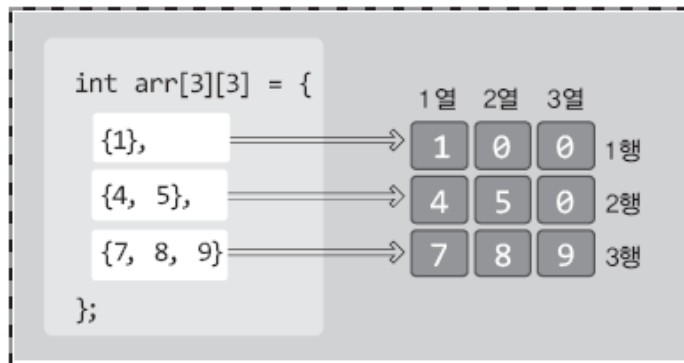 int arr[3][3] = {
{1},
{4, 5},
{7, 8, 9}
};
1열 2열 3열
1 0 0 1행
4 5 0 2행
7 8 9 3행